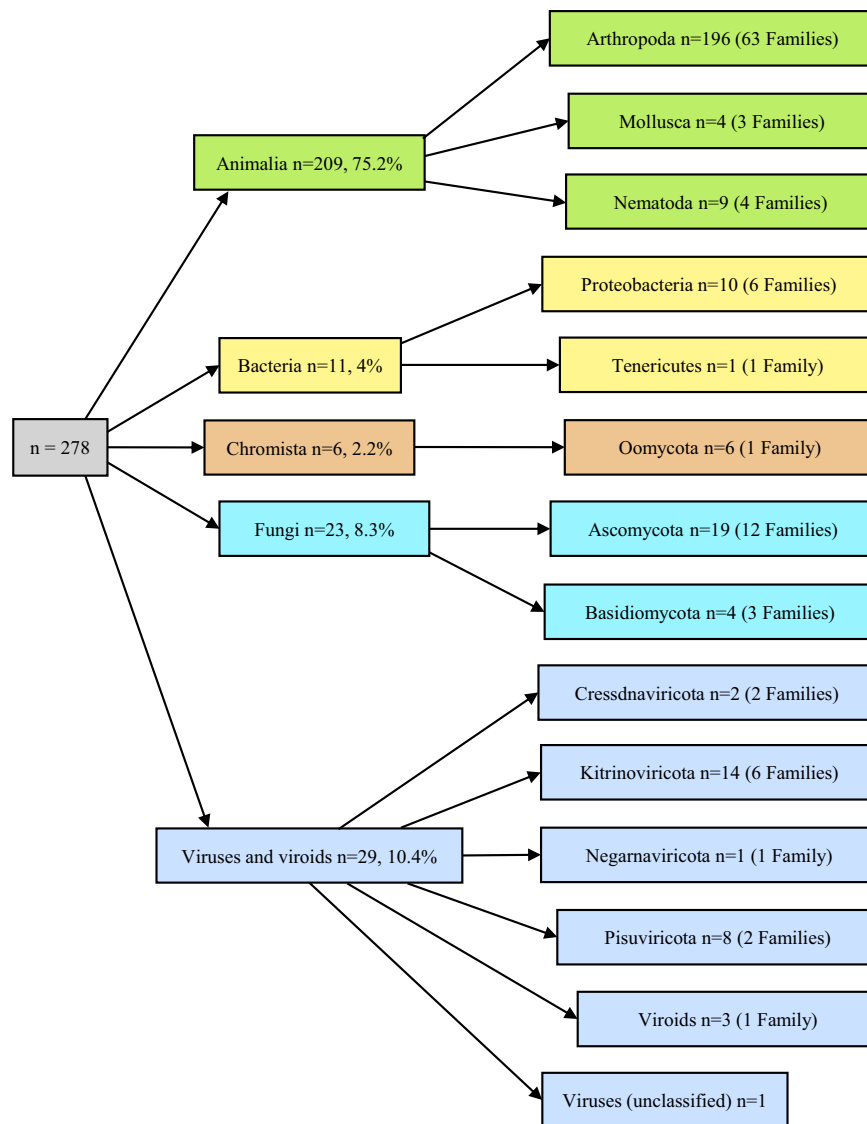 Arthropoda n=196 (63 Families)
Mollusca n=4 (3 Families)
Animalia n=209, 75.2%
Nematoda n=9 (4 Families)
Proteobacteria n=10 (6 Families)
Bacteria n=11, 4%
Tenericutes n=1 (1 Family)
n = 278
Chromista n=6, 2.2%
Oomycota n=6 (1 Family)
Fungi n=23, 8.3%
Ascomycota n=19 (12 Families)
Basidiomycota n=4 (3 Families)
Cressdnaviricota n=2 (2 Families)
Kitrinoviricota n=14 (6 Families)
Viruses and viroids n=29, 10.4%
Negarnaviricota n=1 (1 Family)
Pisuviricota n=8 (2 Families)
Viroids n=3 (1 Family)
Viruses (unclassified) n=1